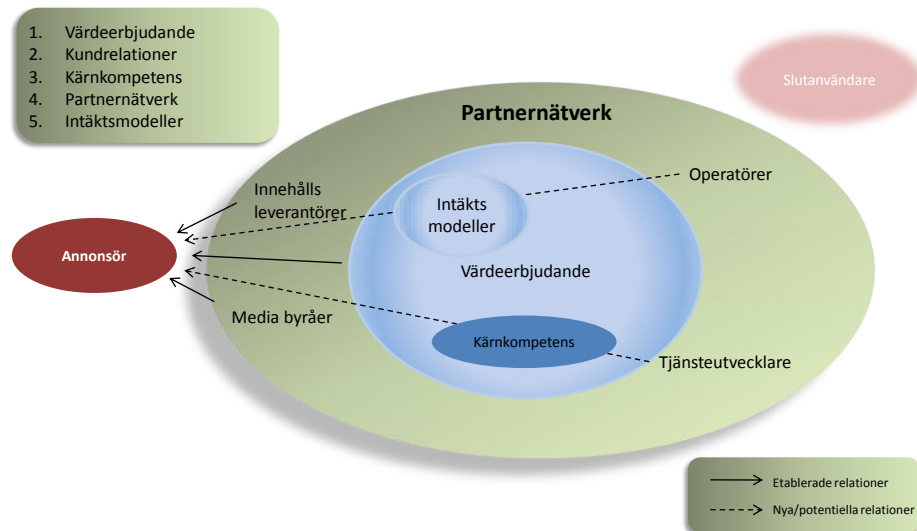 1. Värdeerbjudande
2. Kundrelationer
3. Kärnkompetens
4. Partnernätverk
5. Intäktsmodeller
Slutanvändare
Partnernätverk
Operatörer
Innehålls
leverantörer
Intäkts
modeller
Annonsör
Värdeerbjudande
Media byråer
Kärnkompetens
Tjänsteutvecklare
Etablerade relationer
Nya/potentiella relationer